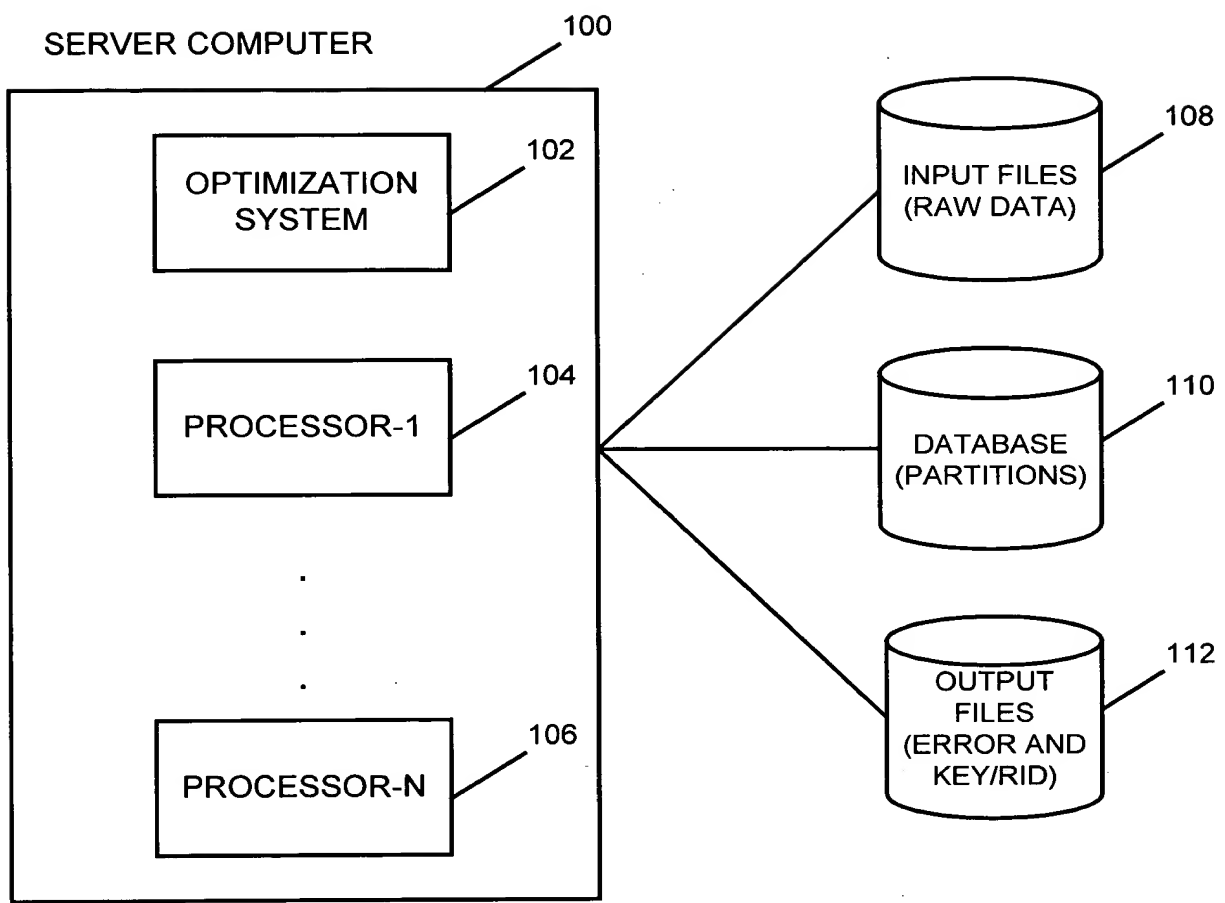 SERVER COMPUTER
100
OPTIMIZATION
SYSTEM
102
PROCESSOR-1
104
.
.
.
PROCESSOR-N
106
INPUT FILES
(RAW DATA)
108
DATABASE
(PARTITIONS)
110
OUTPUT
FILES
(ERROR AND
KEY/RID)
112